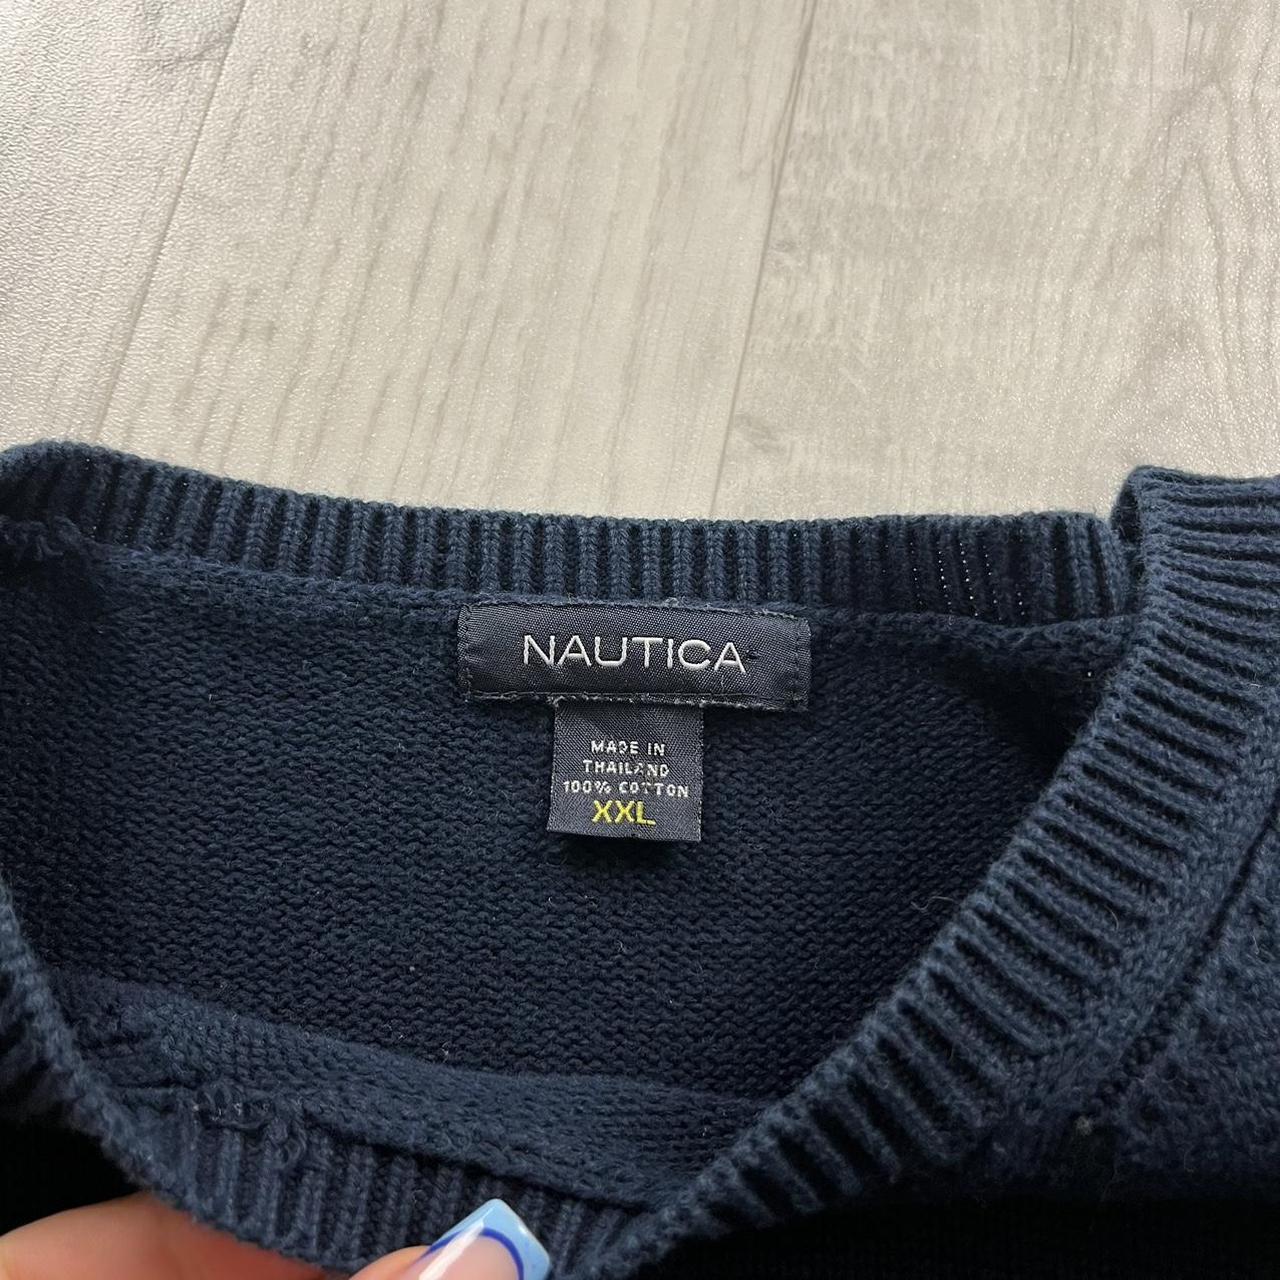 NAUTICA
MADE IN
THAILAND
100% COTTON
XXL